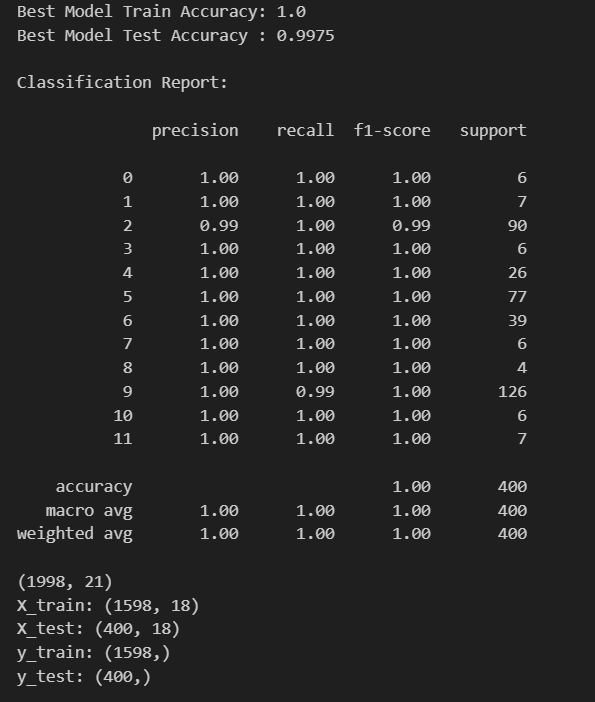 Best Model Train Accuracy: 1.0
Best Model Test Accuracy : 0.9975
Classification Report:
precision recall f1-score support
0 1.00 1.00 1.00 6
1 1.00 1.00 1.00 7
2 0.99 1.00 0.99 90
3 1.00 1.00 1.00 6
4 1.00 1.00 1.00 26
5 1.00 1.00 1.00 77
6 1.00 1.00 1.00 39
7 1.00 1.00 1.00 6
8 1.00 1.00 1.00 4
9 1.00 0.99 1.00 126
10 1.00 1.00 1.00 6
11 1.00 1.00 1.00 7
accuracy 1.00 400
macro avg 1.00 1.00 1.00 400
weighted avg 1.00 1.00 1.00 400
(1998, 21)
X_train: (1598, 18)
X_test: (400, 18)
y_train: (1598,)
y_test: (400,)